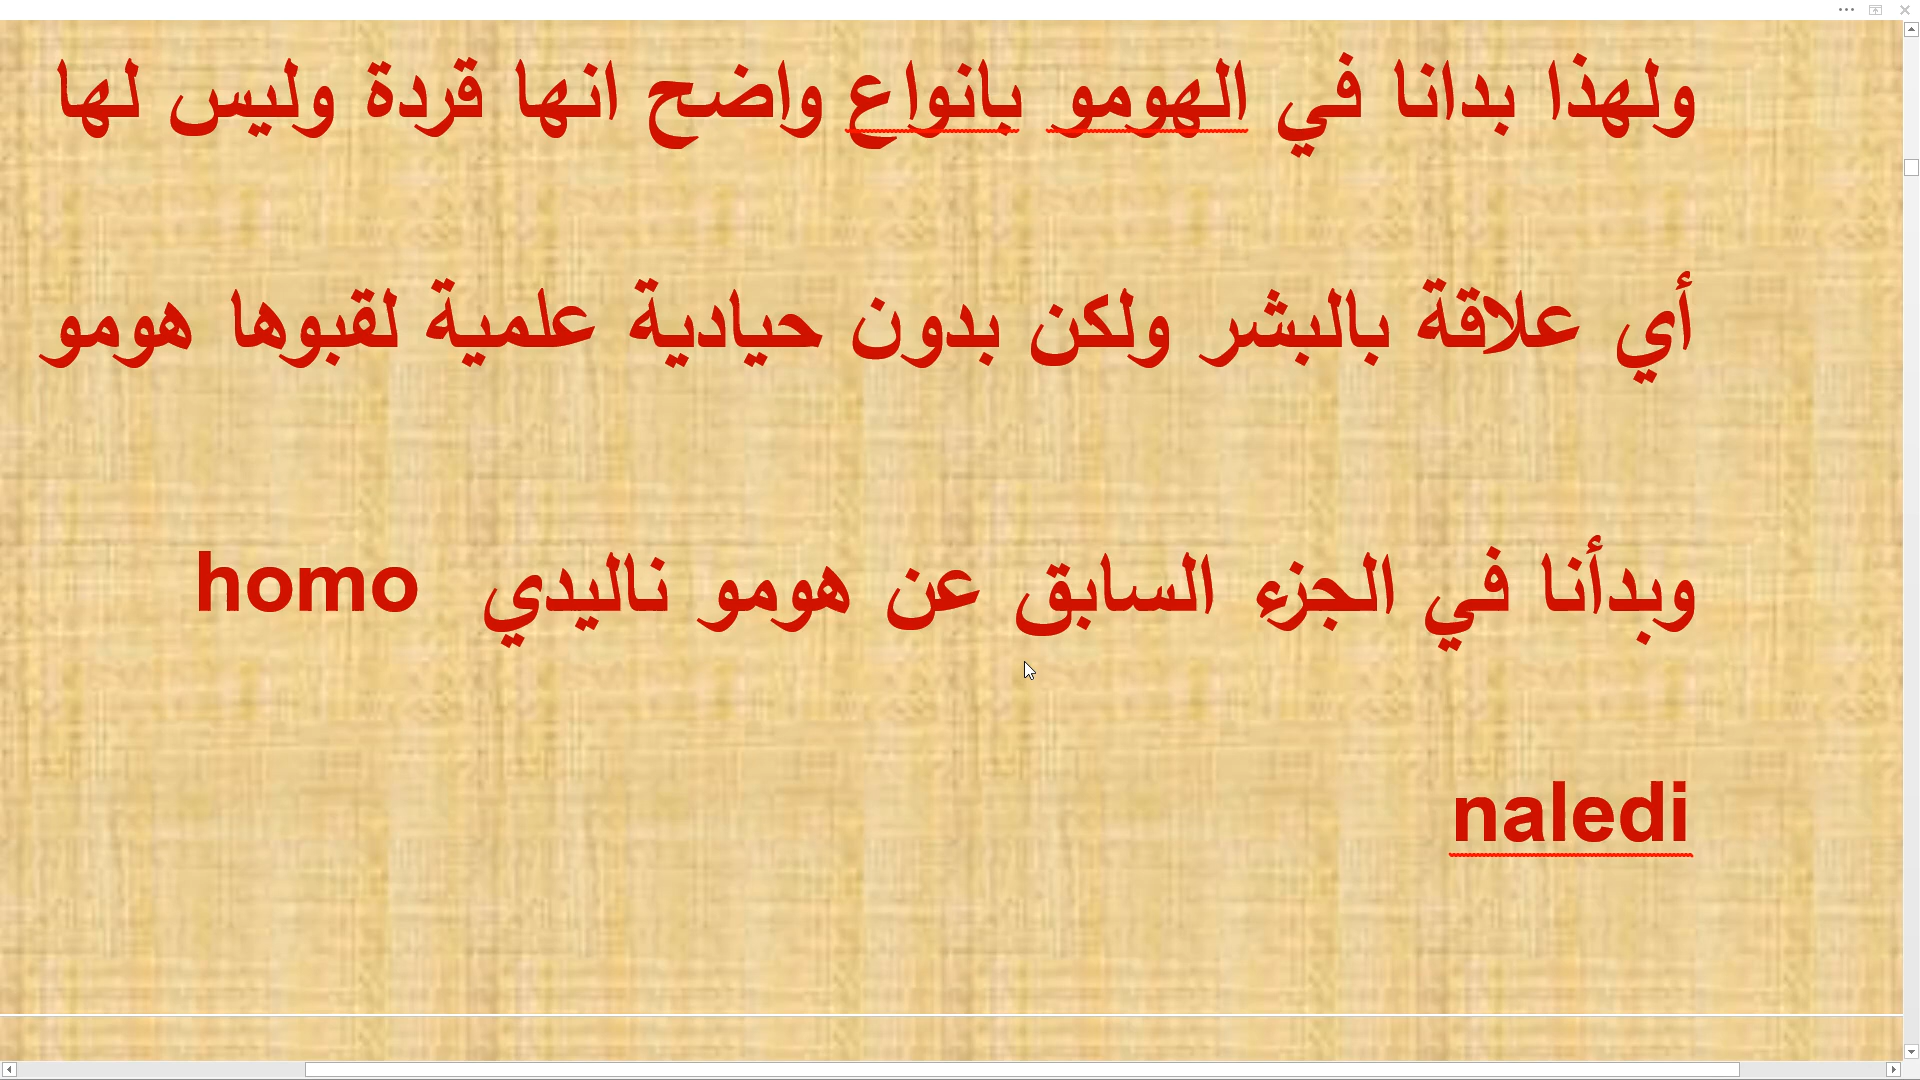 ولهذا بدانا في الهومو بانواع واضح انها قردة وليس لها
أي علاقة بالبشر ولكن بدون حيادية علمية لقبوها هومو
وبدأنا في الجزء السابق عن هومو ناليدي homo
naledi